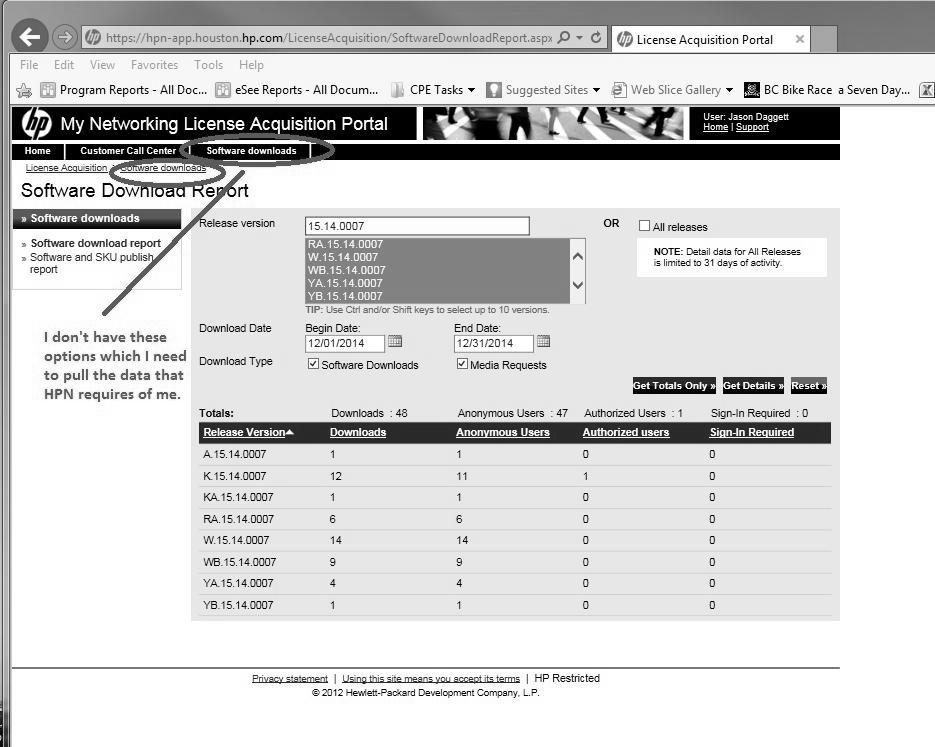 https://hpn-app.houston.hp.com/LicenseAcquisition/SoftwareDownloadReport.aspx
License Acquisition Portal
File Edit View Favorites Tools Help
Program Reports - All Doc... eSee Reports - All Docum... CPE Tasks Suggested Sites Web Slice Gallery BC Bike Race a Seven Day...
hp My Networking License Acquisition Portal
User: Jason Daggett
Home | Support
Home Customer Call Center Software downloads
License Acquisition Software downloads
Software Download Report
» Software downloads
» Software download report
» Software and SKU publish
report
Release version 15.14.0007 OR All releases
RA.15.14.0007
W.15.14.0007
WB.15.14.0007
YA.15.14.0007
YB.15.14.0007
NOTE: Detail data for All Releases
is limited to 31 days of activity.
TIP: Use Ctrl and/or Shift keys to select up to 10 versions.
Download Date Begin Date: End Date:
12/01/2014 12/31/2014
Download Type Software Downloads Media Requests
I don't have these
options which I need
to pull the data that
HPN requires of me.
Get Totals Only » Get Details » Reset »
Totals: Downloads : 48 Anonymous Users : 47 Authorized Users : 1 Sign-In Required : 0
Release Version Downloads Anonymous Users Authorized users Sign-In Required
A.15.14.0007 1 1 0 0
K.15.14.0007 12 11 1 0
KA.15.14.0007 1 1 0 0
RA.15.14.0007 6 6 0 0
W.15.14.0007 14 14 0 0
WB.15.14.0007 9 9 0 0
YA.15.14.0007 4 4 0 0
YB.15.14.0007 1 1 0 0
Privacy statement | Using this site means you accept its terms | HP Restricted
© 2012 Hewlett-Packard Development Company, L.P.